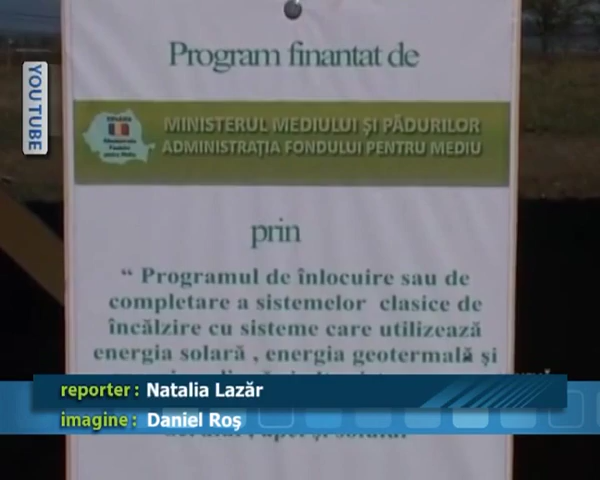 Program finantat de
YOUTUBE
MINISTERUL MEDIULUI ŞI PĂDURILOR
ADMINISTRAŢIA FONDULUI PENTRU MEDIU
prin
“ Programul de înlocuire sau de
completare a sistemelor clasice de
încălzire cu sisteme care utilizează
energia solară , energia geotermală şi
reporter : Natalia Lazăr
imagine : Daniel Roş